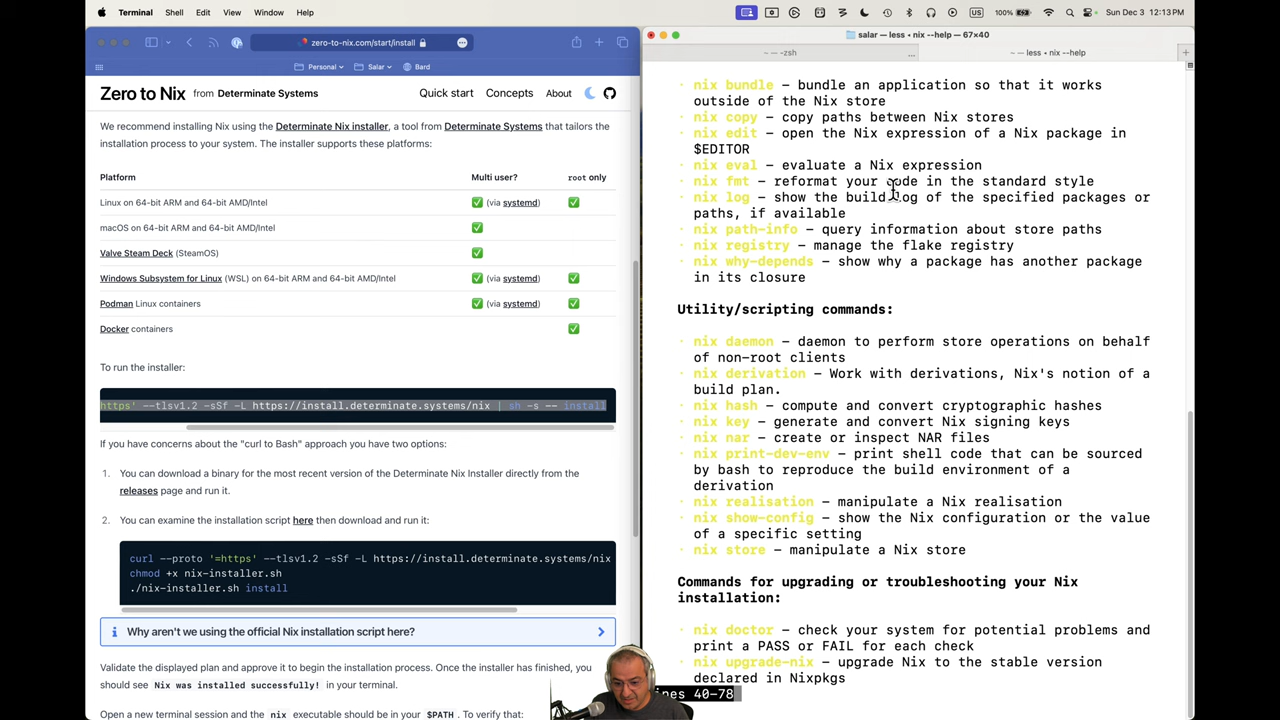 Terminal Shell Edit View Window Help
US 100% Sun Dec 3 12:13 PM
zero-to-nix.com/start/install
Personal Salar Bard
Zero to Nix from Determinate Systems
Quick start Concepts About
We recommend installing Nix using the Determinate Nix installer, a tool from Determinate Systems that tailors the
installation process to your system. The installer supports these platforms:
Platform Multi user? root only
Linux on 64-bit ARM and 64-bit AMD/Intel ✅ (via systemd) ✅
macOS on 64-bit ARM and 64-bit AMD/Intel ✅
Valve Steam Deck (SteamOS) ✅
Windows Subsystem for Linux (WSL) on 64-bit ARM and 64-bit AMD/Intel ✅ (via systemd) ✅
Podman Linux containers ✅ (via systemd) ✅
Docker containers ✅
To run the installer:
https' --tlsv1.2 -sSf -L https://install.determinate.systems/nix | sh -s -- install
If you have concerns about the "curl to Bash" approach you have two options:
1. You can download a binary for the most recent version of the Determinate Nix Installer directly from the
releases page and run it.
2. You can examine the installation script here then download and run it:
curl --proto '=https' --tlsv1.2 -sSf -L https://install.determinate.systems/nix
chmod +x nix-installer.sh
./nix-installer.sh install
Why aren't we using the official Nix installation script here?
Validate the displayed plan and approve it to begin the installation process. Once the installer has finished, you
should see Nix was installed successfully! in your terminal.
Open a new terminal session and the nix executable should be in your $PATH. To verify that:
salar — less ◂ nix --help — 67×40
-zsh
less ◂ nix --help
· nix bundle – bundle an application so that it works
outside of the Nix store
· nix copy – copy paths between Nix stores
· nix edit – open the Nix expression of a Nix package in
$EDITOR
· nix eval – evaluate a Nix expression
· nix fmt – reformat your code in the standard style
· nix log – show the build log of the specified packages or
paths, if available
· nix path-info – query information about store paths
· nix registry – manage the flake registry
· nix why-depends – show why a package has another package
in its closure
Utility/scripting commands:
· nix daemon – daemon to perform store operations on behalf
of non-root clients
· nix derivation – Work with derivations, Nix's notion of a
build plan.
· nix hash – compute and convert cryptographic hashes
· nix key – generate and convert Nix signing keys
· nix nar – create or inspect NAR files
· nix print-dev-env – print shell code that can be sourced
by bash to reproduce the build environment of a
derivation
· nix realisation – manipulate a Nix realisation
· nix show-config – show the Nix configuration or the value
of a specific setting
· nix store – manipulate a Nix store
Commands for upgrading or troubleshooting your Nix
installation:
· nix doctor – check your system for potential problems and
print a PASS or FAIL for each check
· nix upgrade-nix – upgrade Nix to the stable version
declared in Nixpkgs
ines 40-78